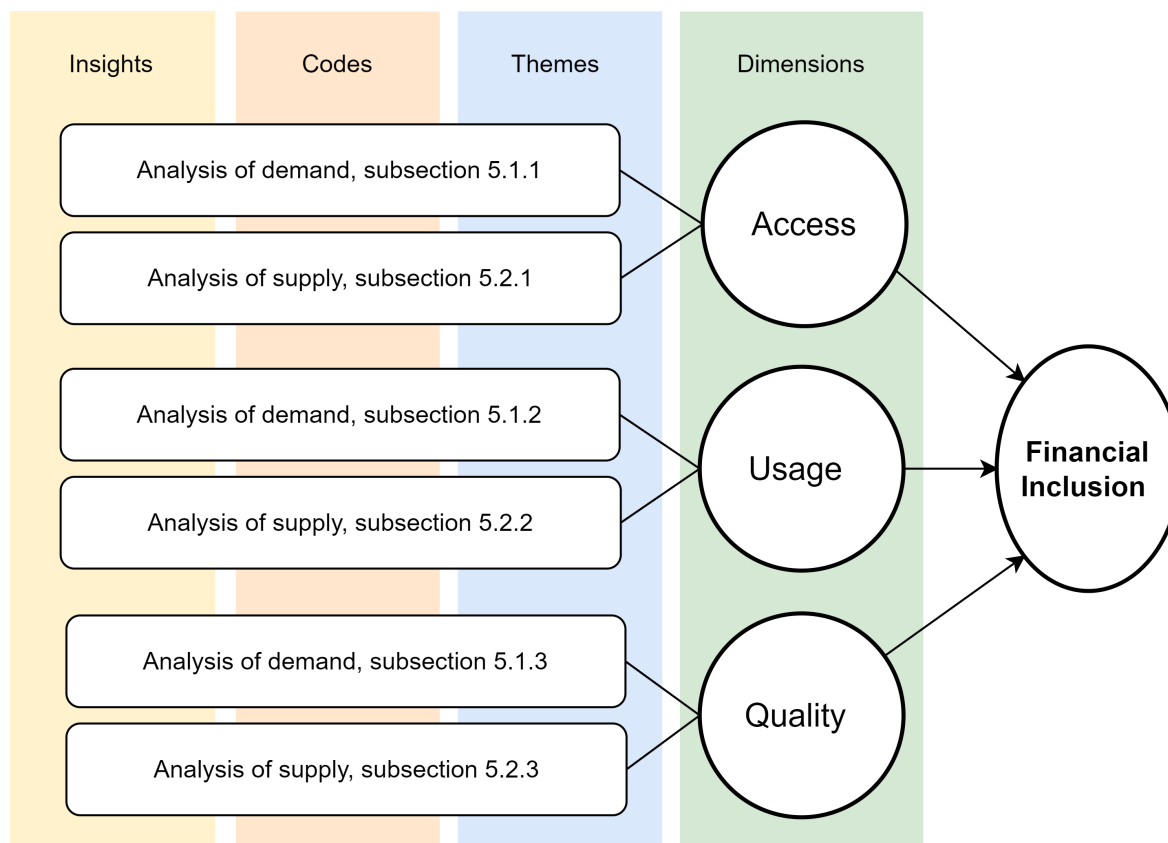 Insights
Codes
Themes
Dimensions
Analysis of demand, subsection 5.1.1
Analysis of supply, subsection 5.2.1
Access
Analysis of demand, subsection 5.1.2
Analysis of supply, subsection 5.2.2
Usage
Analysis of demand, subsection 5.1.3
Analysis of supply, subsection 5.2.3
Quality
Financial
Inclusion